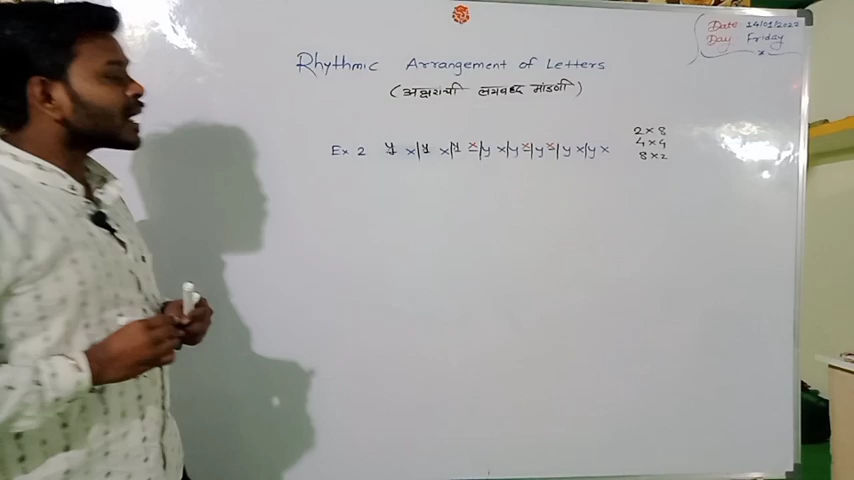 Date 14/01/2022
Day Friday
Rhythmic Arrangement of Letters
(अक्षरांची लयबद्ध मांडणी)
Ex 2 y x|y x|y x|y x|y x|y x|y x|y x
2×8
4×4
8×2